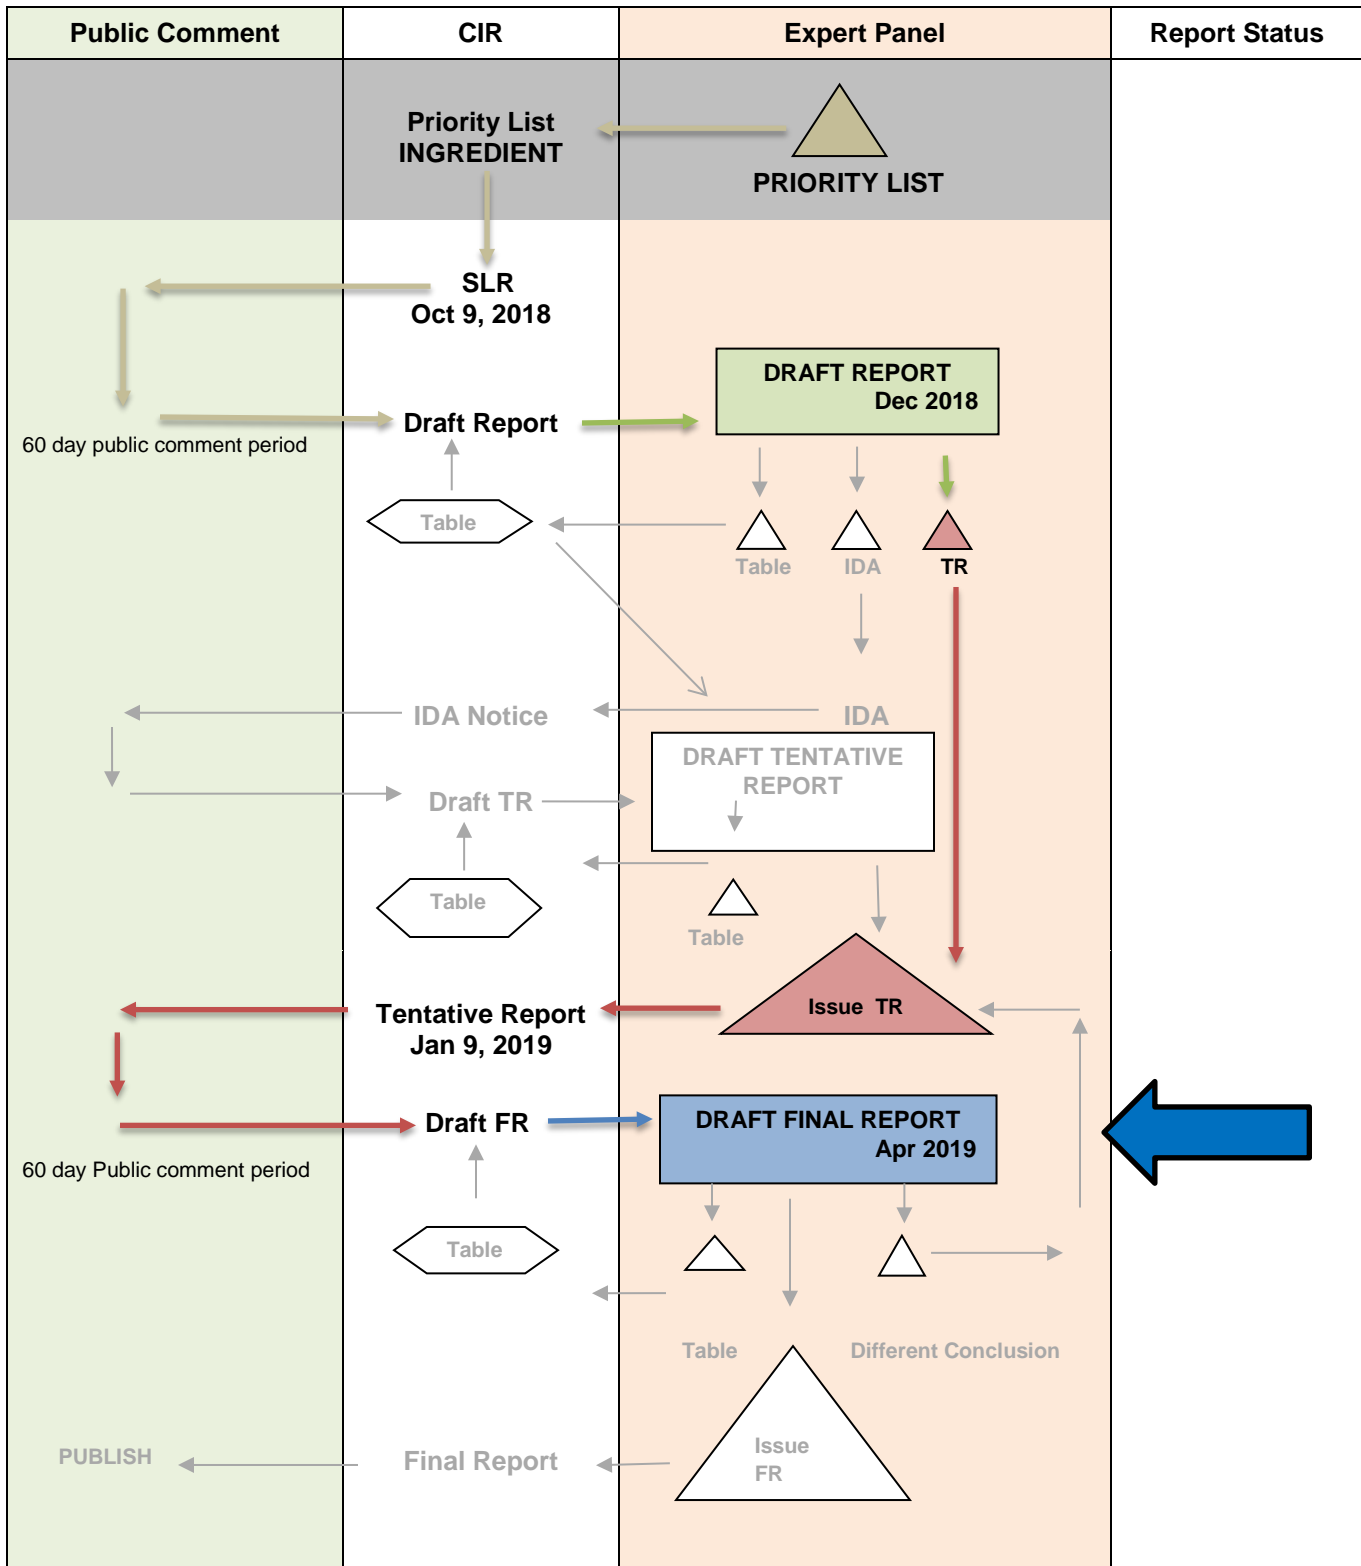 Public Comment
CIR
Expert Panel
Report Status
Priority List
INGREDIENT
PRIORITY LIST
SLR
Oct 9, 2018
60 day public comment period
Draft Report
DRAFT REPORT
Dec 2018
Table
Table
IDA
TR
IDA Notice
IDA
DRAFT TENTATIVE
REPORT
Draft TR
Table
Table
Tentative Report
Jan 9, 2019
Issue TR
60 day Public comment period
Draft FR
DRAFT FINAL REPORT
Apr 2019
Table
Table
Different Conclusion
PUBLISH
Final Report
Issue
FR